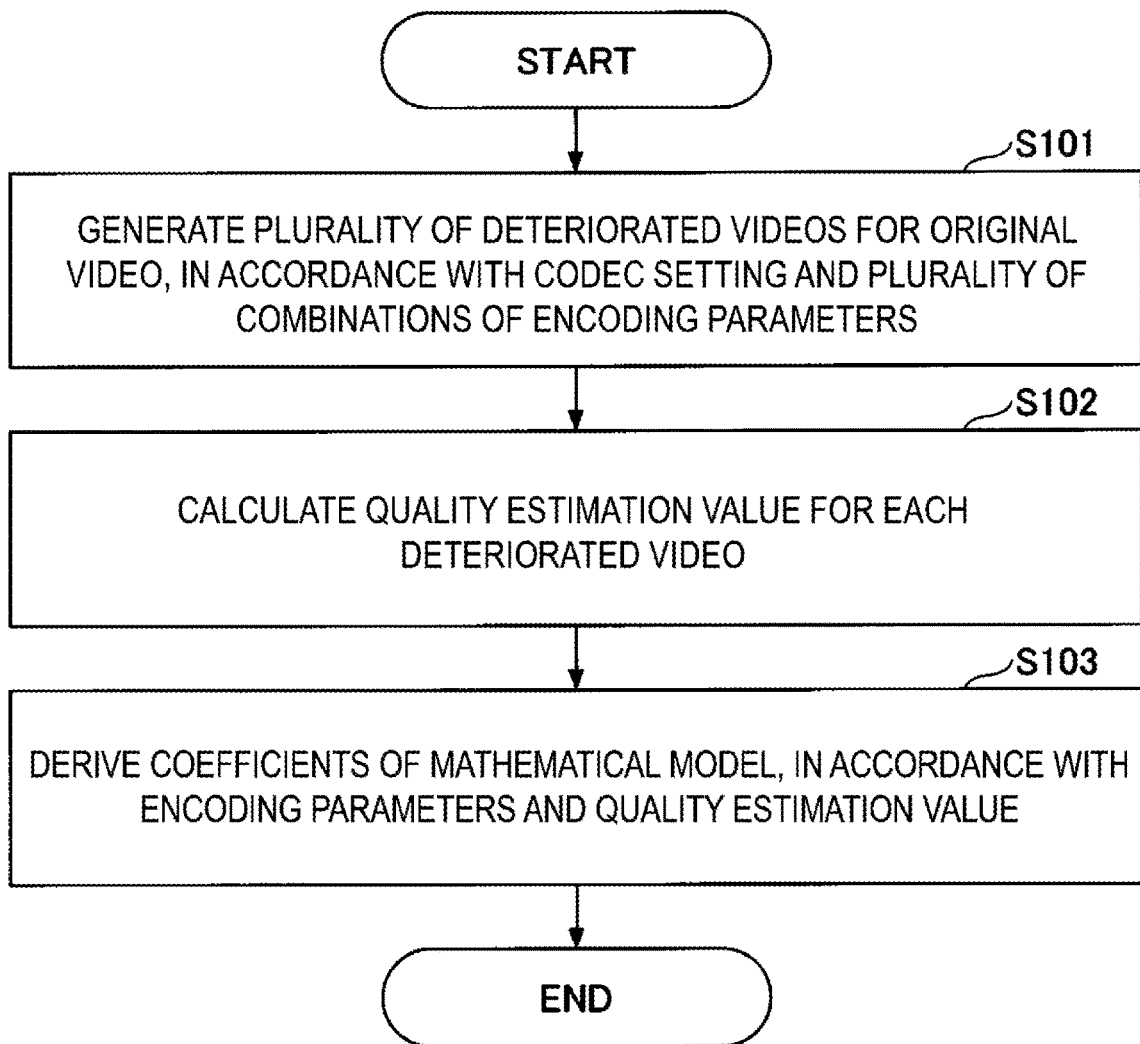 START
S101
GENERATE PLURALITY OF DETERIORATED VIDEOS FOR ORIGINAL
VIDEO, IN ACCORDANCE WITH CODEC SETTING AND PLURALITY OF
COMBINATIONS OF ENCODING PARAMETERS
S102
CALCULATE QUALITY ESTIMATION VALUE FOR EACH
DETERIORATED VIDEO
S103
DERIVE COEFFICIENTS OF MATHEMATICAL MODEL, IN ACCORDANCE WITH
ENCODING PARAMETERS AND QUALITY ESTIMATION VALUE
END